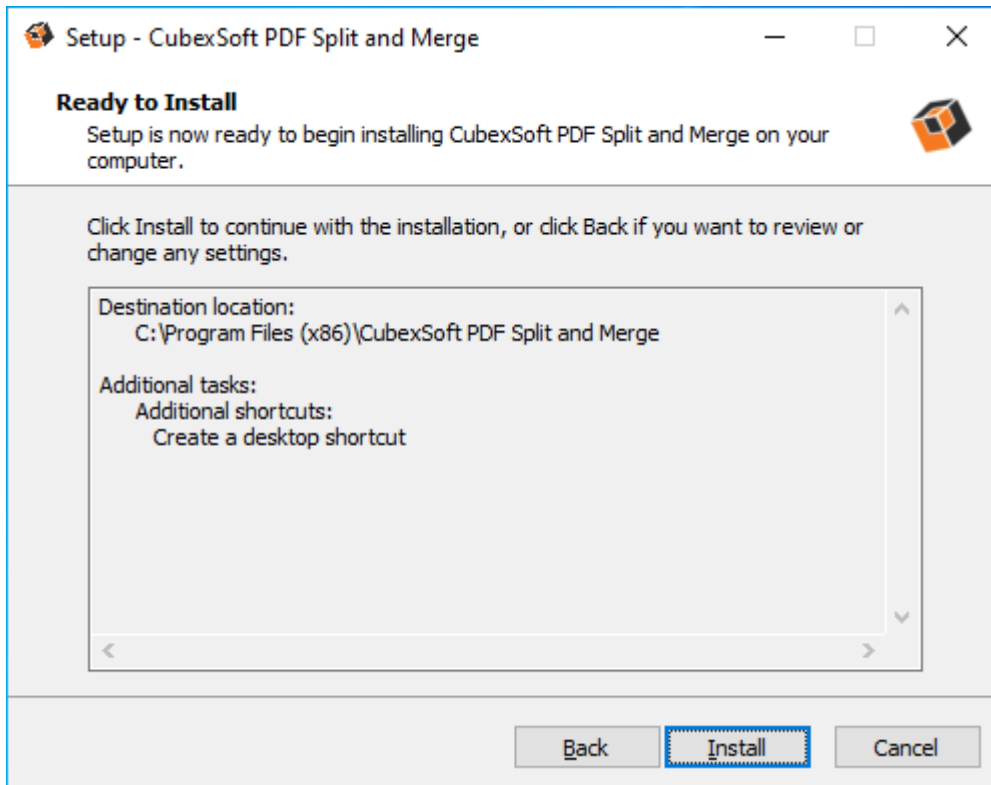 Setup - CubexSoft PDF Split and Merge
Ready to Install
Setup is now ready to begin installing CubexSoft PDF Split and Merge on your
computer.
Click Install to continue with the installation, or click Back if you want to review or
change any settings.
Destination location:
C:\Program Files (x86)\CubexSoft PDF Split and Merge
Additional tasks:
Additional shortcuts:
Create a desktop shortcut
Back Install Cancel